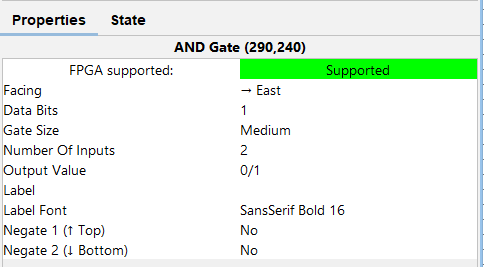 Properties State
AND Gate (290,240)
FPGA supported: Supported
Facing → East
Data Bits 1
Gate Size Medium
Number Of Inputs 2
Output Value 0/1
Label
Label Font SansSerif Bold 16
Negate 1 (↑ Top) No
Negate 2 (↓ Bottom) No